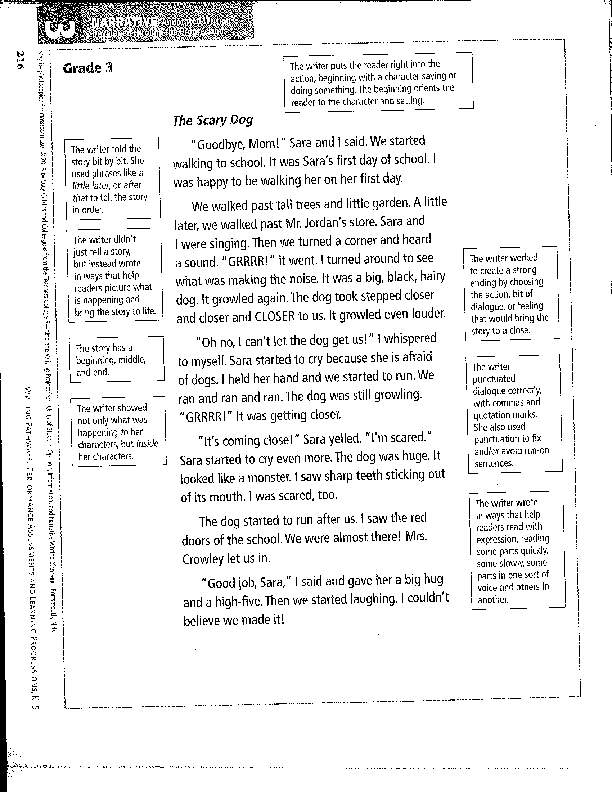 NARRATIVE
216
Grade 3
The writer puts the reader right into the
action, beginning with a character saying or
doing something. The beginning orients the
reader to the character and setting.
The Scary Dog
"Goodbye, Mom!" Sara and I said. We started
walking to school. It was Sara's first day of school. I
was happy to be walking her on her first day.
We walked past tall trees and little garden. A little
later, we walked past Mr. Jordan's store. Sara and
I were singing. Then we turned a corner and heard
a sound. "GRRRR!" it went. I turned around to see
what was making the noise. It was a big, black, hairy
dog. It growled again. The dog took stepped closer
and closer and CLOSER to us. It growled even louder.
"Oh no, I can't let the dog get us!" I whispered
to myself. Sara started to cry because she is afraid
of dogs. I held her hand and we started to run. We
ran and ran and ran. The dog was still growling.
"GRRRR!" It was getting closer.
"It's coming close!" Sara yelled. "I'm scared."
Sara started to cry even more. The dog was huge. It
looked like a monster. I saw sharp teeth sticking out
of its mouth. I was scared, too.
The dog started to run after us. I saw the red
doors of the school. We were almost there! Mrs.
Crowley let us in.
"Good job, Sara," I said and gave her a big hug
and a high-five. Then we started laughing. I couldn't
believe we made it!
The writer told the
story bit by bit. She
used phrases like a
little later, or after
that to tell the story
in order.
The writer didn't
just tell a story,
but instead wrote
in ways that help
readers picture what
is happening and
bring the story to life.
The story has a
beginning, middle,
and end.
The writer showed
not only what was
happening to her
characters, but inside
her characters.
The writer worked
to create a strong
ending by choosing
the action, bit of
dialogue, or feeling
that would bring the
story to a close.
The writer
punctuated
dialogue correctly,
with commas and
quotation marks.
She also used
punctuation to fix
and/or avoid run-on
sentences.
The writer wrote
in ways that help
readers read with
expression, reading
some parts quickly,
some slowly, some
parts in one sort of
voice and others in
another.
WRITING PATHWAYS: PERFORMANCE ASSESSMENTS AND LEARNING PROGRESSIONS, K–5